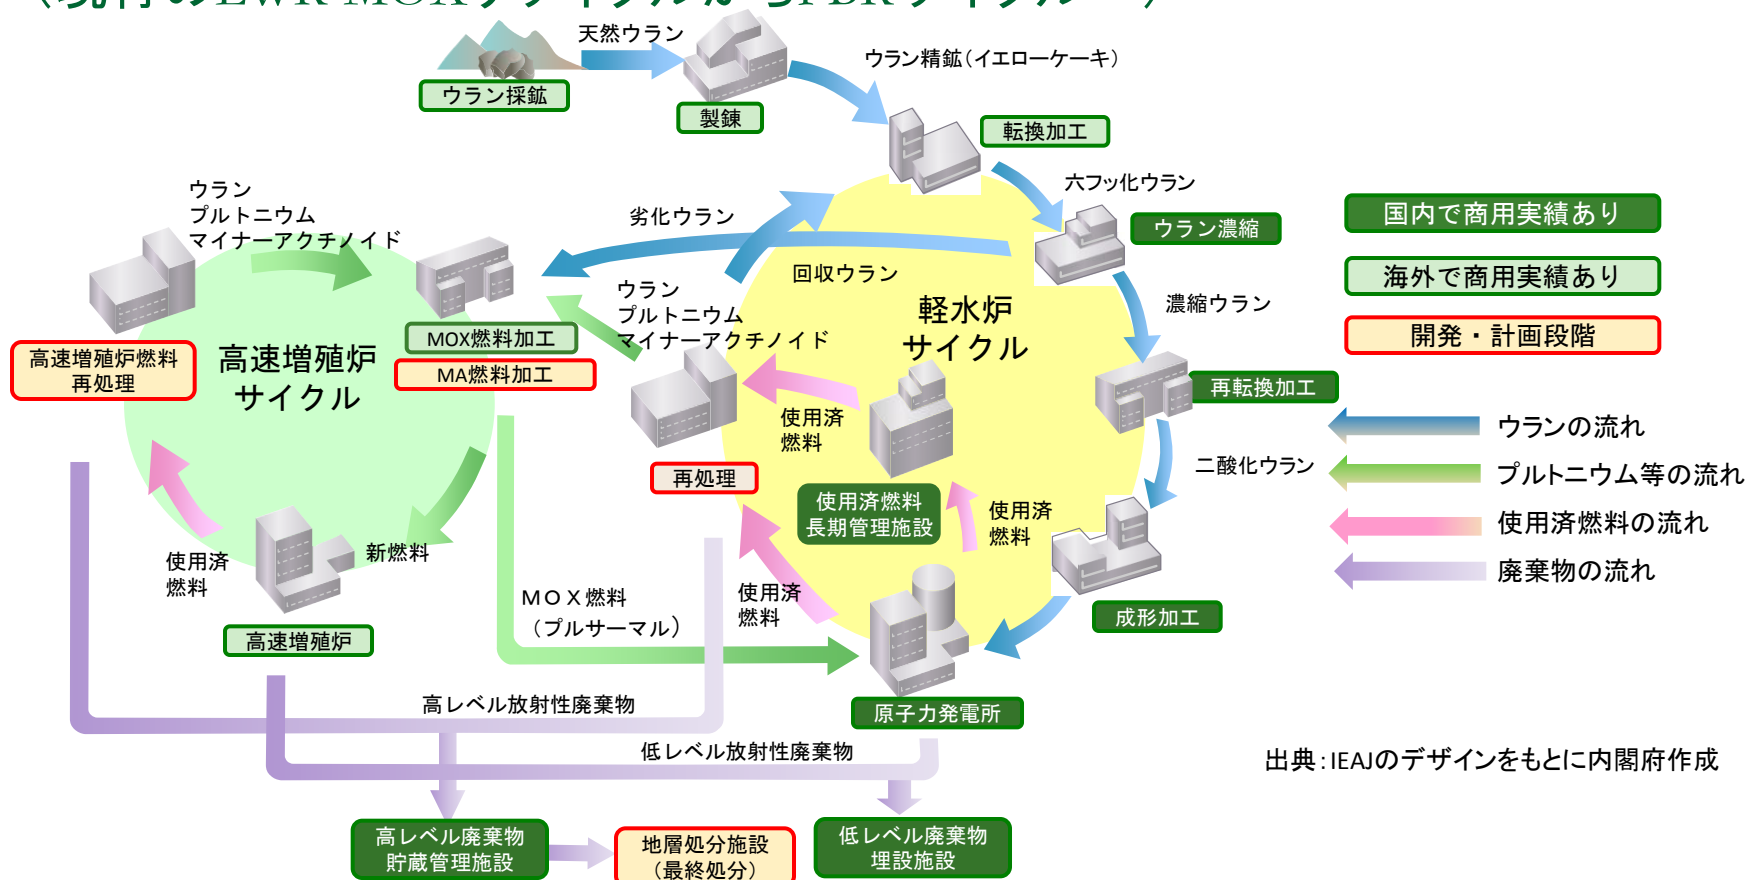 天然ウラン
ウラン精鉱(イエローケーキ)
ウラン採鉱
製錬
転換加工
六フッ化ウラン
ウラン
プルトニウム
マイナーアクチノイド
劣化ウラン
ウラン濃縮
国内で商用実績あり
海外で商用実績あり
開発・計画段階
回収ウラン
濃縮ウラン
ウラン
プルトニウム
マイナーアクチノイド
軽水炉
サイクル
MOX燃料加工
MA燃料加工
高速増殖炉燃料
再処理
高速増殖炉
サイクル
再転換加工
使用済
燃料
ウランの流れ
プルトニウム等の流れ
使用済燃料の流れ
廃棄物の流れ
二酸化ウラン
再処理
使用済燃料
長期管理施設
使用済
燃料
使用済
燃料
新燃料
MOX燃料
(プルサーマル)
使用済
燃料
成形加工
高速増殖炉
原子力発電所
高レベル放射性廃棄物
低レベル放射性廃棄物
出典:IEAJのデザインをもとに内閣府作成
高レベル廃棄物
貯蔵管理施設
地層処分施設
(最終処分)
低レベル廃棄物
埋設施設